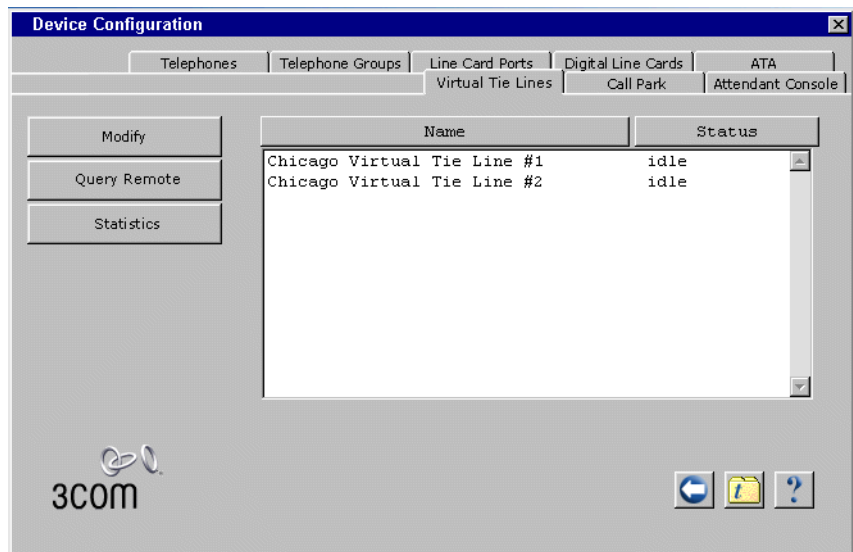 Device Configuration
Telephones Telephone Groups Line Card Ports Digital Line Cards ATA
Virtual Tie Lines Call Park Attendant Console
Modify
Query Remote
Statistics
Name Status
Chicago Virtual Tie Line #1 idle
Chicago Virtual Tie Line #2 idle
3COM
t ?